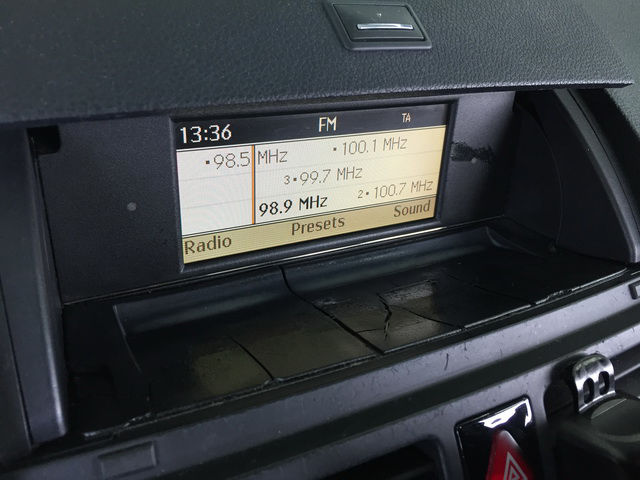 13:36 FM TA
▪98.5 MHz ▪100.1 MHz
3▪99.7 MHz
98.9 MHz 2▪100.7 MHz
Radio Presets Sound